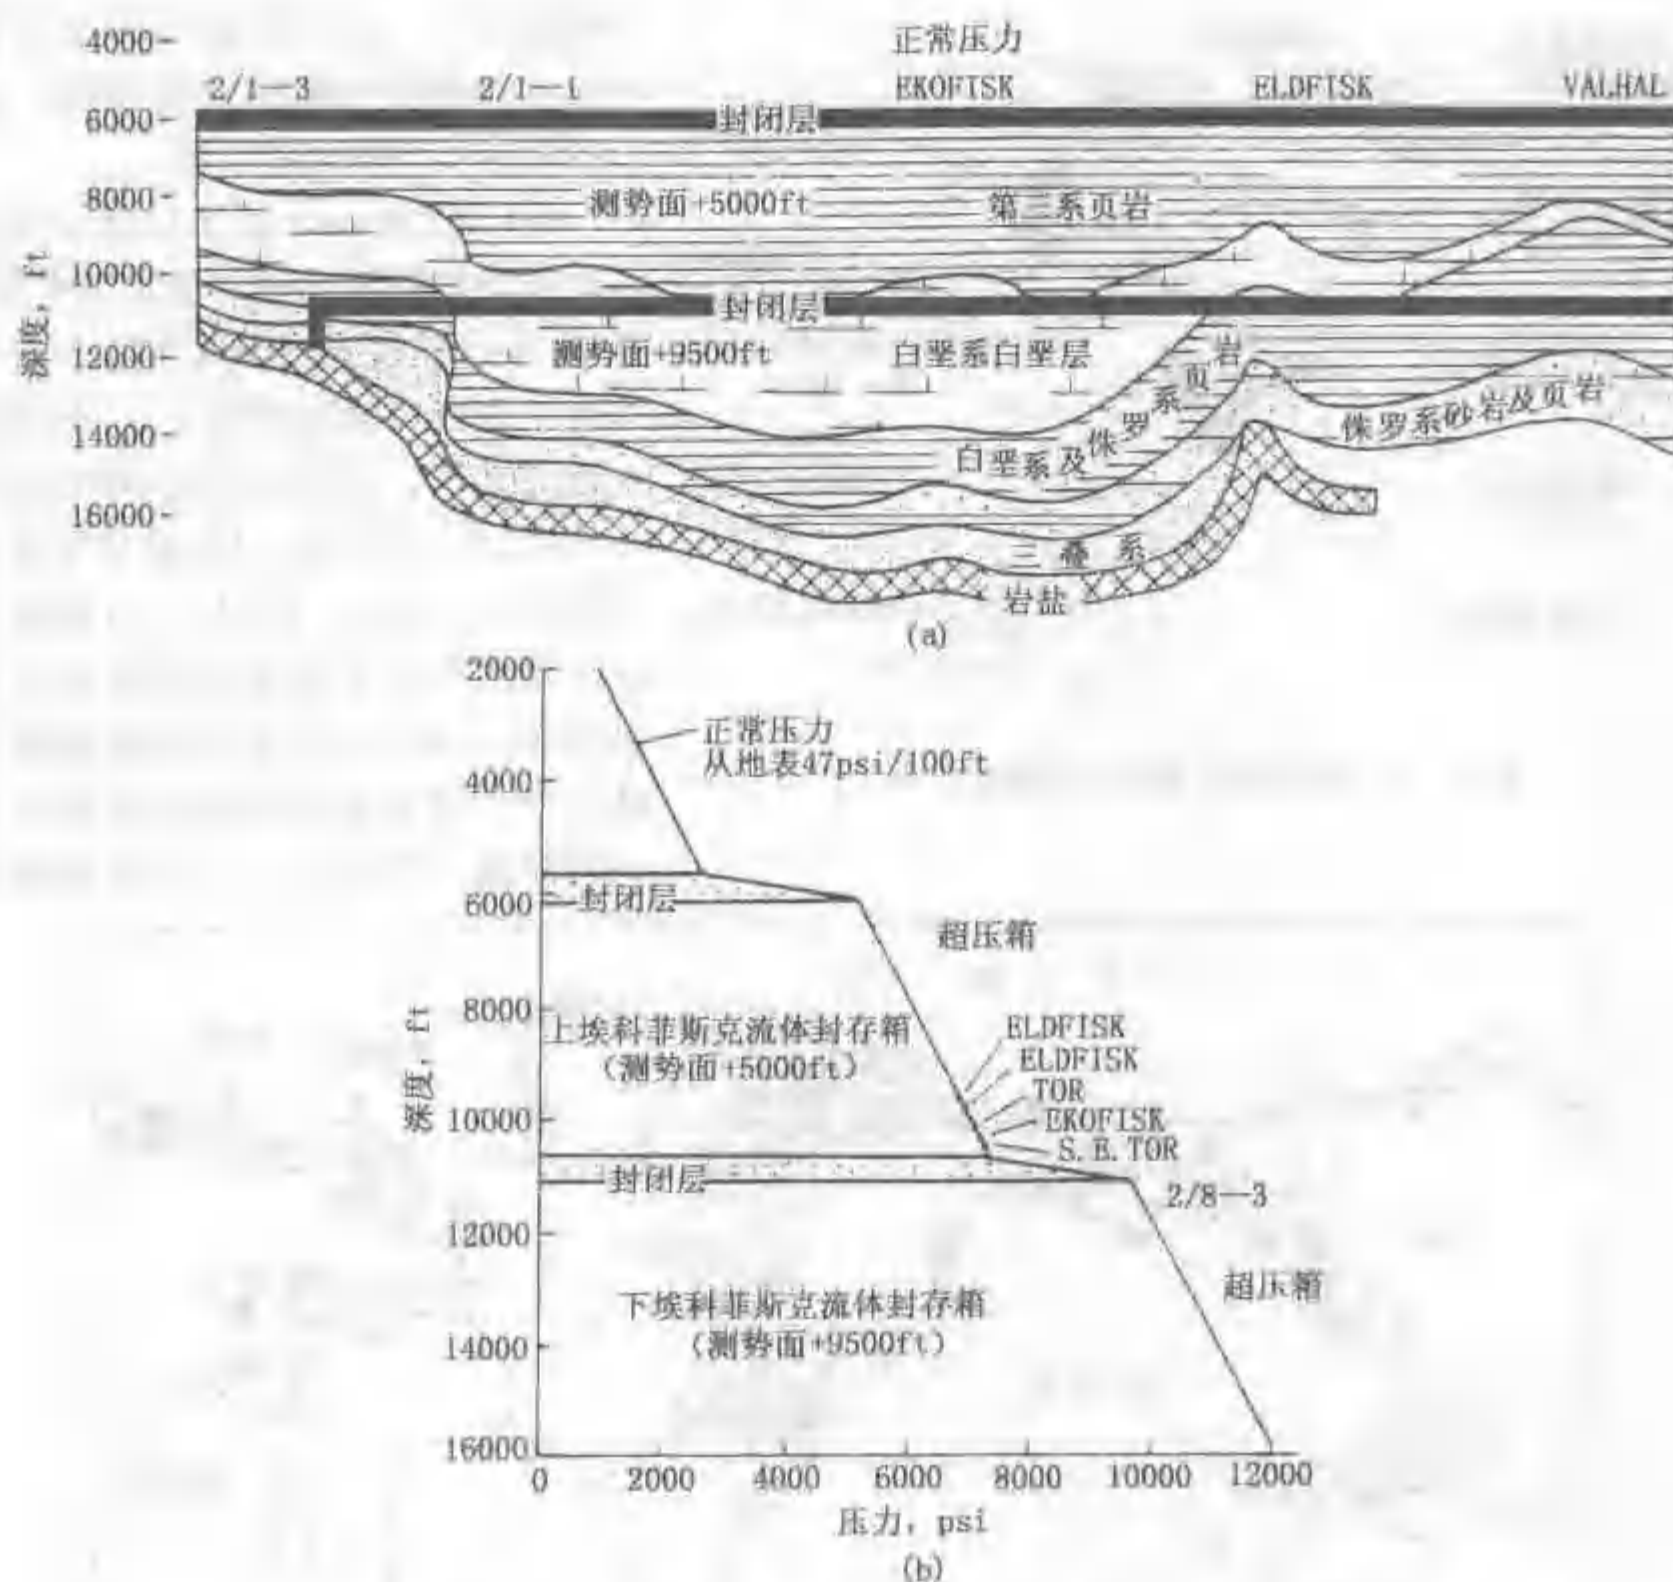 正常压力
4000
2/1—3 2/1—1 EKOFISK ELDFISK VALHAL
6000 封闭层
8000 测势面+5000ft 第三系页岩
10000
封闭层
深度, ft
12000 测势面+9500ft 白垩系白垩层
14000 白垩系及侏罗系页岩 侏罗系砂岩及页岩
16000
三叠系
岩盐
(a)
2000
正常压力
从地表47psi/100ft
4000
6000 封闭层
超压箱
8000
上埃科菲斯克流体封存箱
(测势面+5000ft)
ELDFISK
ELDFISK
TOR
EKOFISK
S.E.TOR
深度, ft
10000
封闭层
2/8—3
12000
超压箱
下埃科菲斯克流体封存箱
(测势面+9500ft)
14000
16000
0 2000 4000 6000 8000 10000 12000
压力, psi
(b)